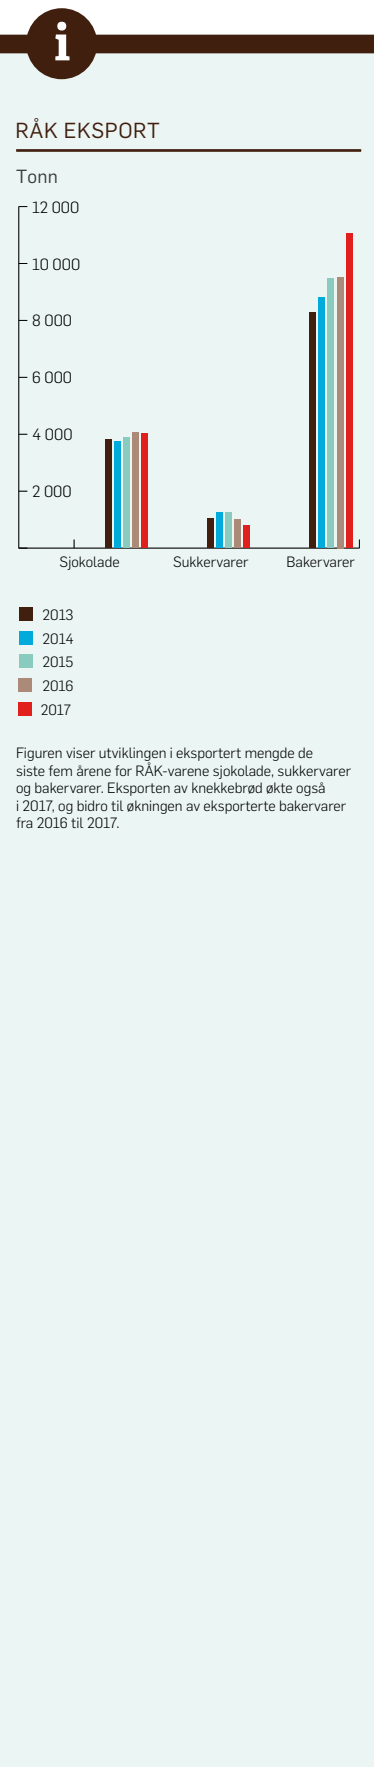 i
RÅK EKSPORT
Tonn
12 000
10 000
8 000
6 000
4 000
2 000
Sjokolade Sukkervarer Bakervarer
2013
2014
2015
2016
2017
Figuren viser utviklingen i eksportert mengde de
siste fem årene for RÅK-varene sjokolade, sukkervarer
og bakervarer. Eksporten av knekkebrød økte også
i 2017, og bidro til økningen av eksporterte bakervarer
fra 2016 til 2017.